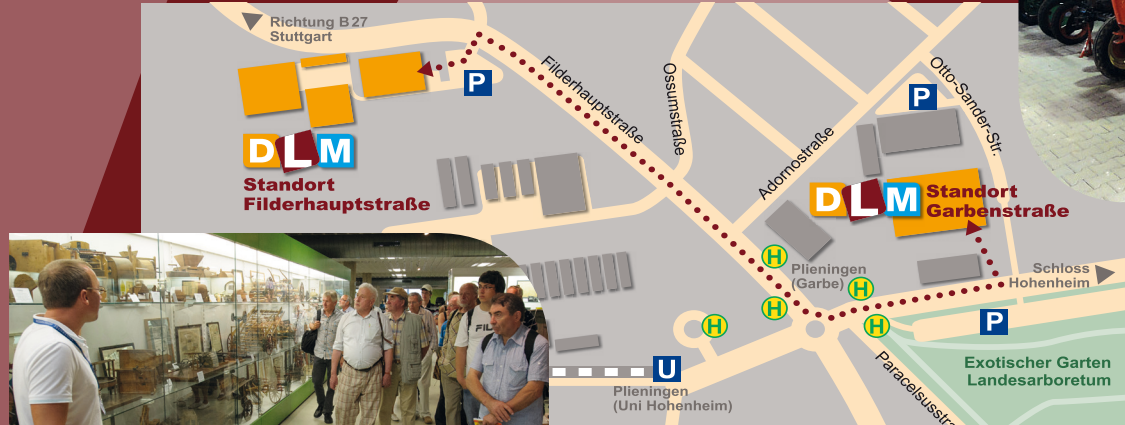 Richtung B 27
Stuttgart
P
Filderhauptstraße
Ossumstraße
Otto-Sander-Str.
P
Adornostraße
DLM
Standort
Filderhauptstraße
DLM
Standort
Garbenstraße
H
Plieningen
(Garbe)
H
Schloss
Hohenheim
H
H
H
P
U
Plieningen
(Uni Hohenheim)
Paracelsusstra
Exotischer Garten
Landesarboretum
FILA